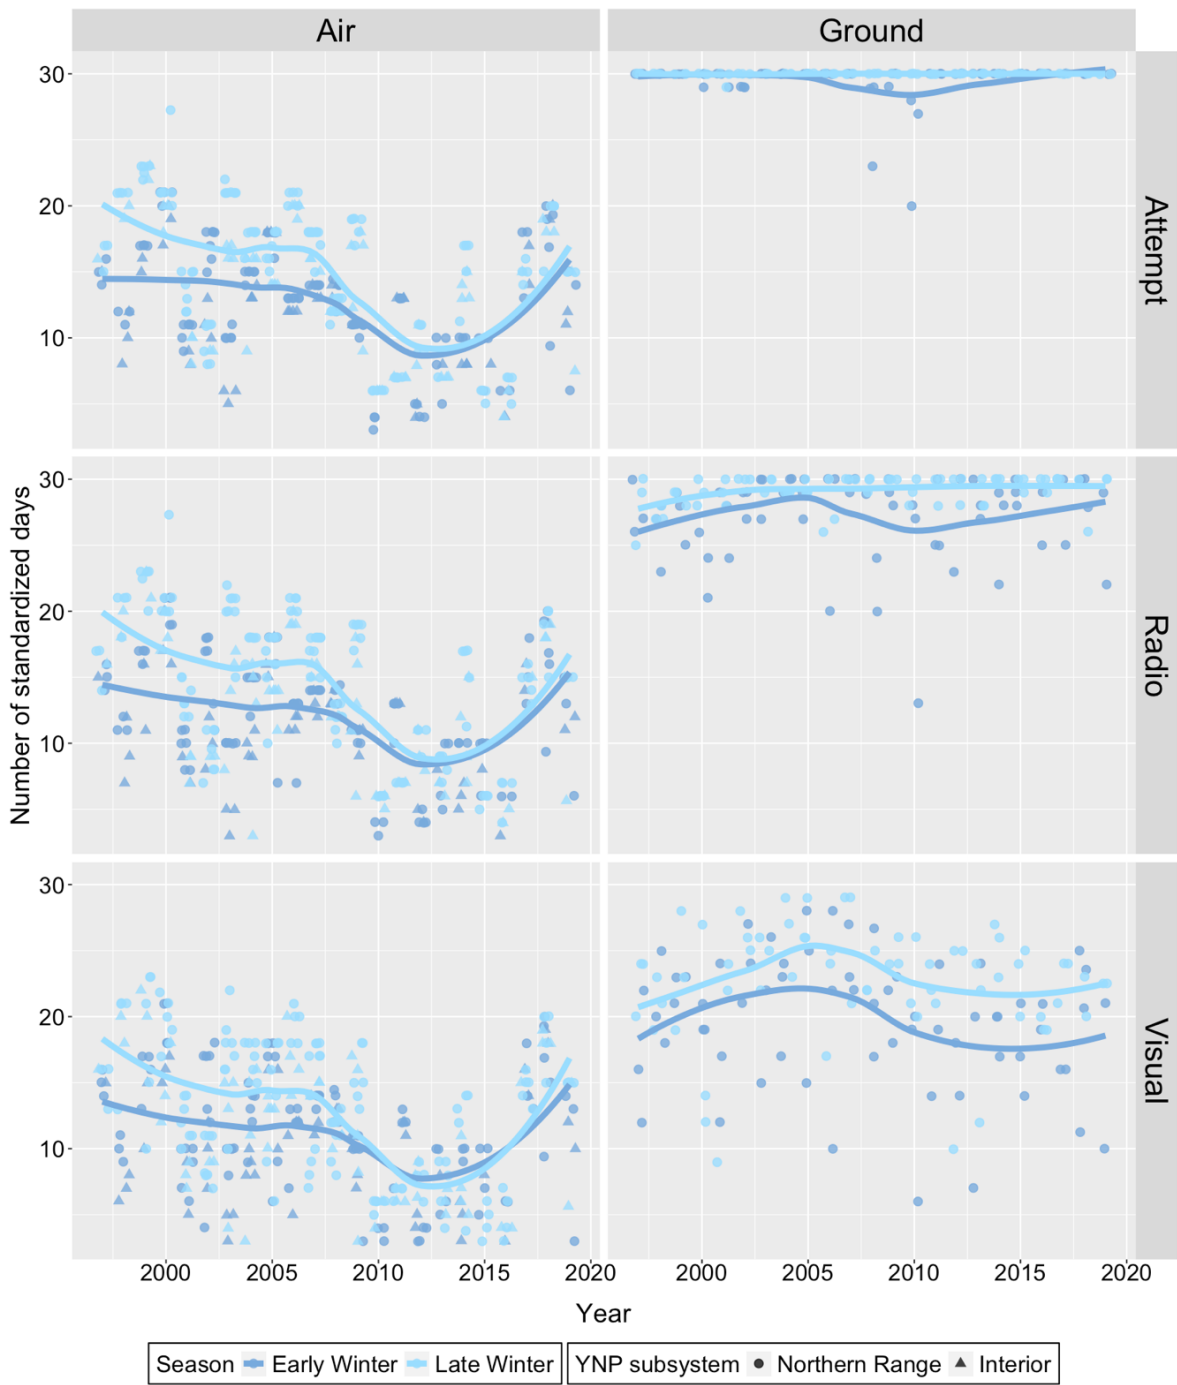 Air Ground
30
20
10
Attempt
30
20
10
Radio
Number of standardized days
30
20
10
Visual
2000 2005 2010 2015 2020 2000 2005 2010 2015 2020
Year
Season Early Winter Late Winter YNP subsystem Northern Range Interior